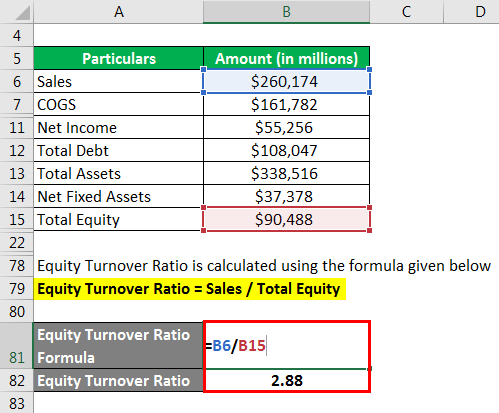 A B C D
4
5 Particulars Amount (in millions)
6 Sales $260,174
7 COGS $161,782
11 Net Income $55,256
12 Total Debt $108,047
13 Total Assets $338,516
14 Net Fixed Assets $37,378
15 Total Equity $90,488
22
78 Equity Turnover Ratio is calculated using the formula given below
79 Equity Turnover Ratio = Sales / Total Equity
80
Equity Turnover Ratio =B6/B15
81 Formula
82 Equity Turnover Ratio 2.88
83